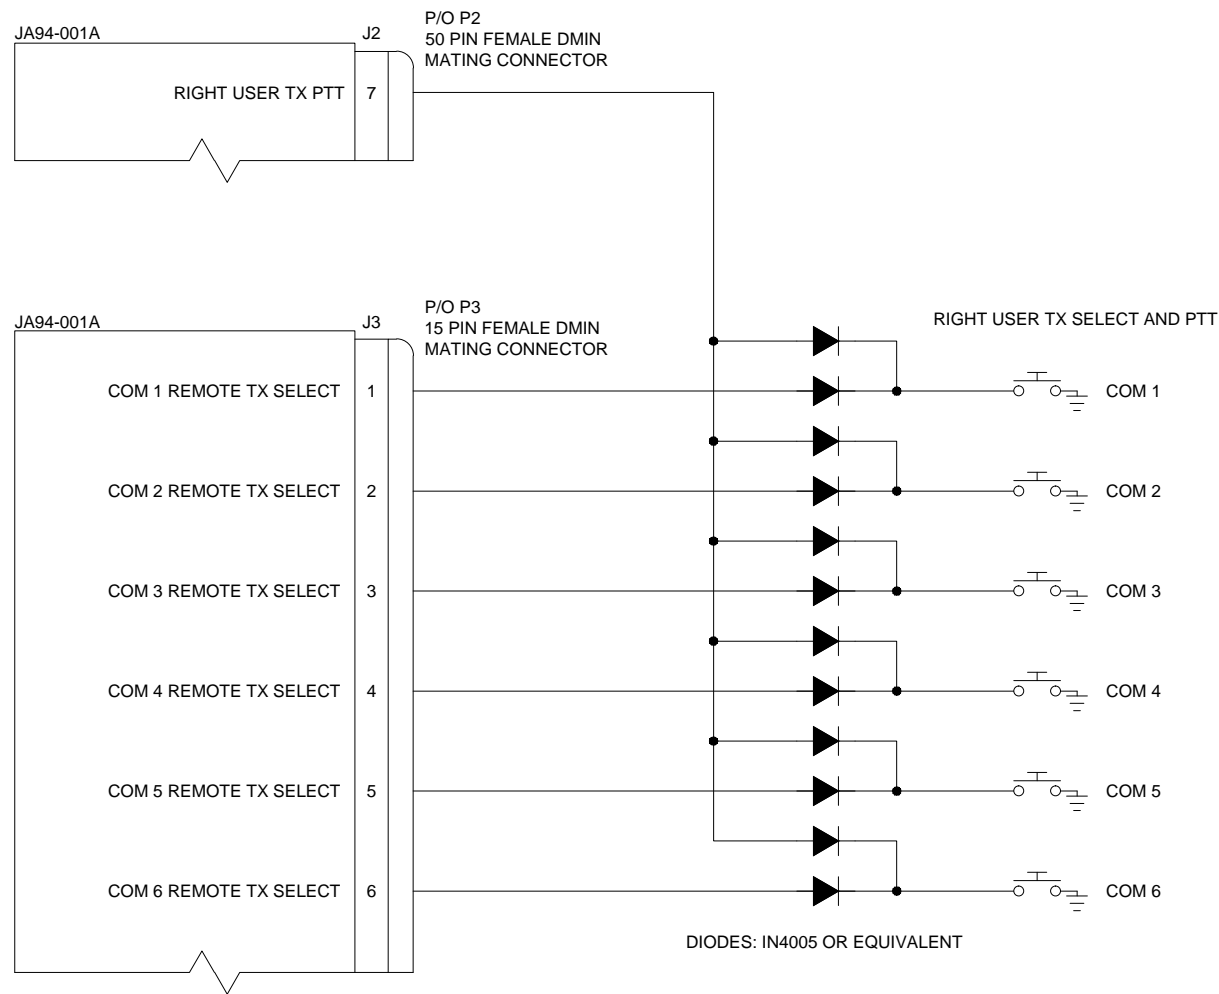 JA94-001A
J2
P/O P2
50 PIN FEMALE DMIN
MATING CONNECTOR
RIGHT USER TX PTT
7
JA94-001A
J3
P/O P3
15 PIN FEMALE DMIN
MATING CONNECTOR
RIGHT USER TX SELECT AND PTT
COM 1 REMOTE TX SELECT
1
COM 1
COM 2 REMOTE TX SELECT
2
COM 2
COM 3 REMOTE TX SELECT
3
COM 3
COM 4 REMOTE TX SELECT
4
COM 4
COM 5 REMOTE TX SELECT
5
COM 5
COM 6 REMOTE TX SELECT
6
COM 6
DIODES: IN4005 OR EQUIVALENT